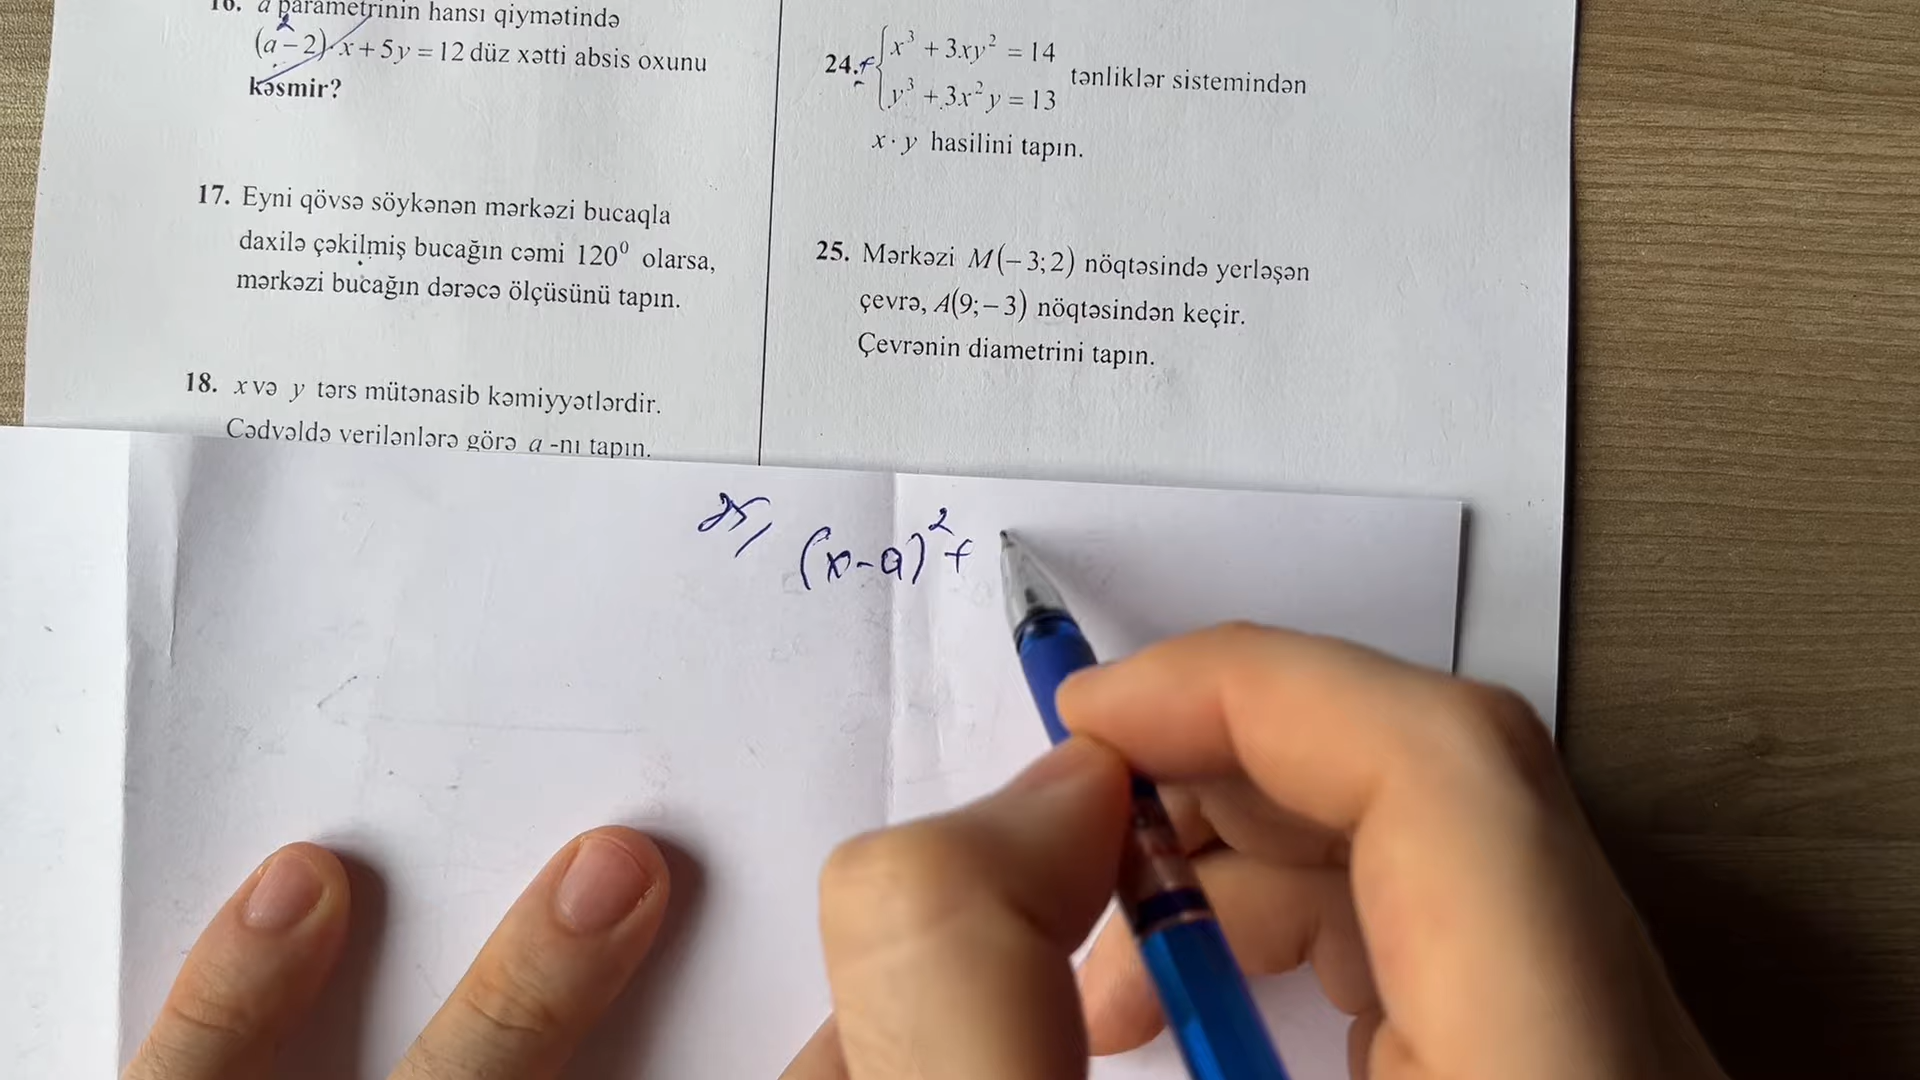 16. a parametrinin hansı qiymətində
(a – 2)·x + 5y = 12 düz xətti absis oxunu
kəsmir?
2
17. Eyni qövsə söykənən mərkəzi bucaqla
daxilə çəkilmiş bucağın cəmi 120⁰ olarsa,
mərkəzi bucağın dərəcə ölçüsünü tapın.
18. x və y tərs mütənasib kəmiyyətlərdir.
Cədvəldə verilənlərə görə a -nı tapın.
24. + { x³ + 3xy² = 14
y³ + 3x²y = 13
tənliklər sistemindən
x · y hasilini tapın.
25. Mərkəzi M(– 3; 2) nöqtəsində yerləşən
çevrə, A(9; – 3) nöqtəsindən keçir.
Çevrənin diametrini tapın.
25, (x-a)² +